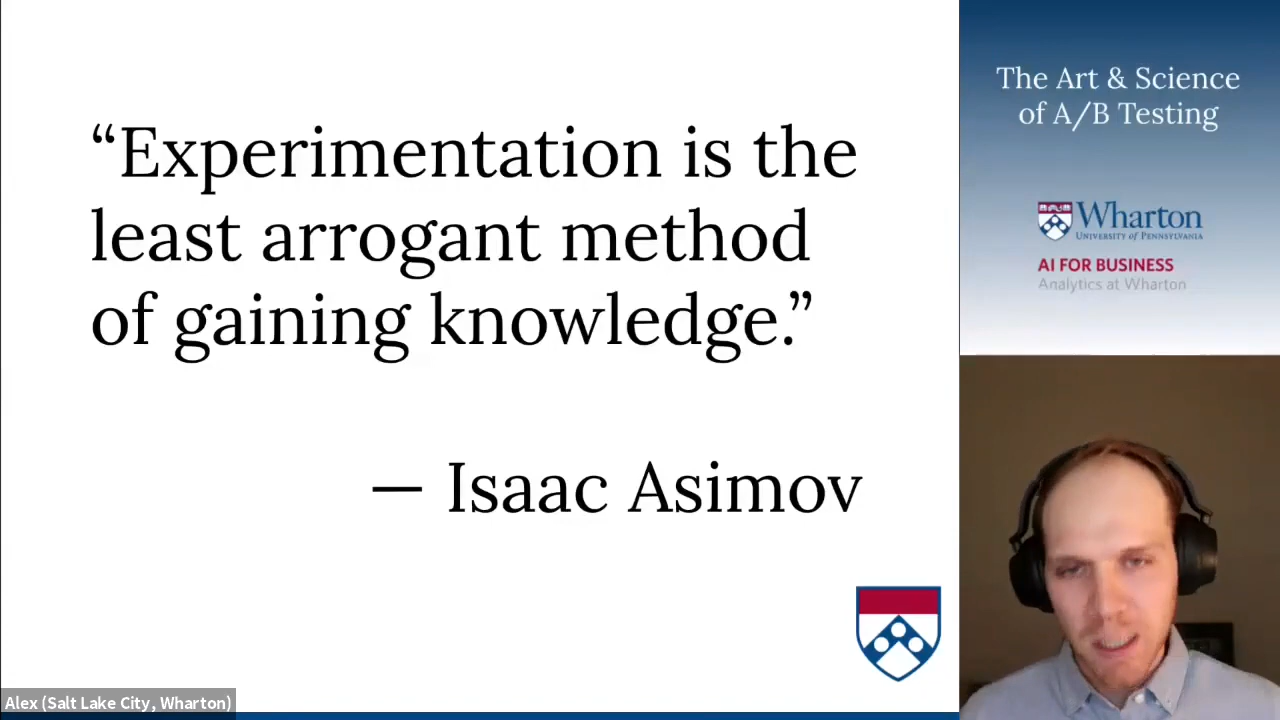 “Experimentation is the
least arrogant method
of gaining knowledge.”
— Isaac Asimov
The Art & Science
of A/B Testing
Wharton
UNIVERSITY of PENNSYLVANIA
AI FOR BUSINESS
Analytics at Wharton
Alex (Salt Lake City, Wharton)